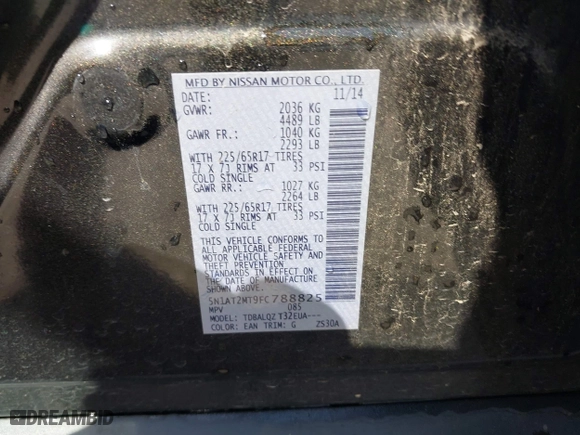 MFD BY NISSAN MOTOR CO., LTD.
DATE: 11/14
GVWR: 2036 KG
4489 LB
GAWR FR.: 1040 KG
2293 LB
WITH 225/65R17 TIRES
17 X 7J RIMS AT 33 PSI
COLD SINGLE
GAWR RR.: 1027 KG
2264 LB
WITH 225/65R17 TIRES
17 X 7J RIMS AT 33 PSI
COLD SINGLE
THIS VEHICLE CONFORMS TO
ALL APPLICABLE FEDERAL
MOTOR VEHICLE SAFETY AND
THEFT PREVENTION
STANDARDS IN EFFECT ON THE
DATE OF MANUFACTURE
SHOWN ABOVE.
5N1AT2MT9FC788825
MPV 085
MODEL: TDBALQZ T32EUA---
COLOR: EAN TRIM: G ZS30A
© DREAMBID